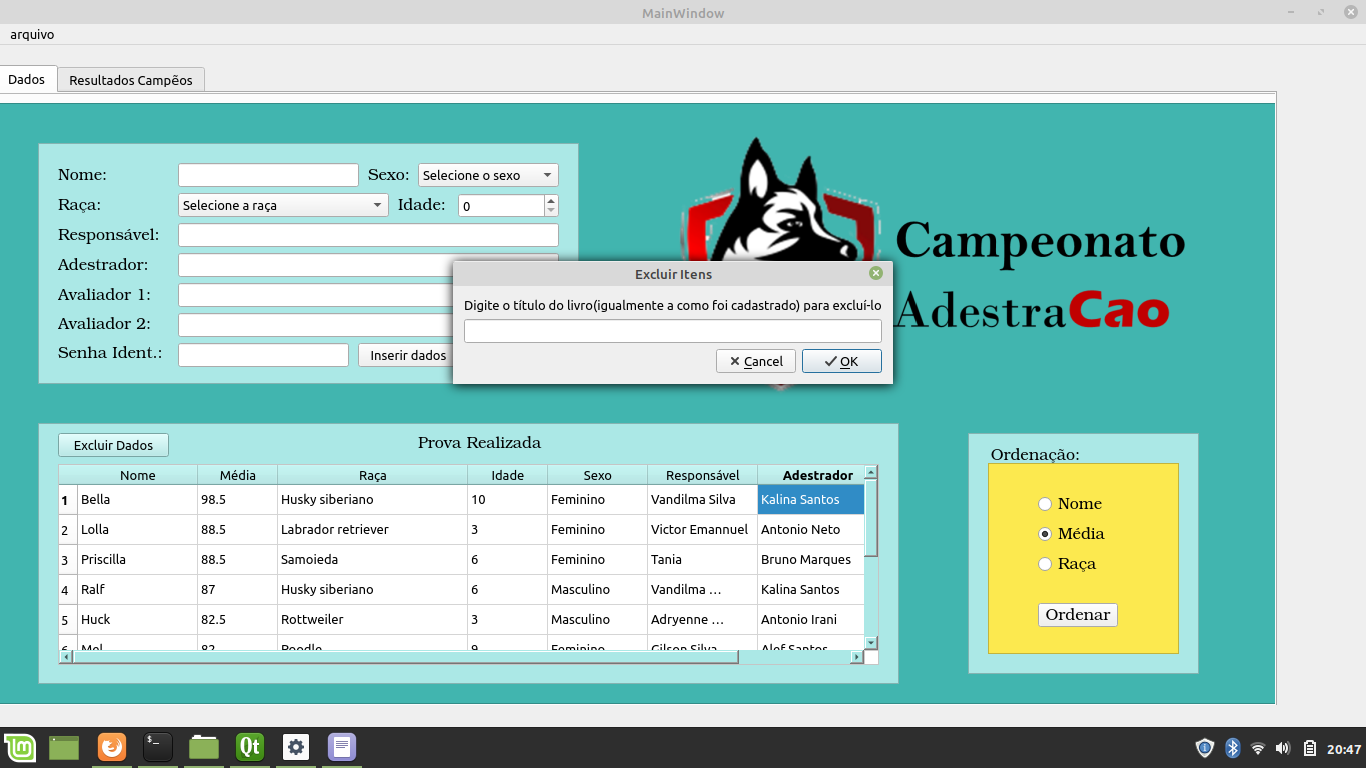 MainWindow
arquivo
Dados
Resultados Campẽos
Nome:
Sexo:
Selecione o sexo
Raça:
Selecione a raça
Idade:
0
Responsável:
Adestrador:
Avaliador 1:
Avaliador 2:
Senha Ident.:
Inserir dados
Campeonato
AdestraCao
Excluir Itens
Digite o título do livro(igualmente a como foi cadastrado) para excluí-lo
Cancel
OK
Excluir Dados
Prova Realizada
Nome Média Raça Idade Sexo Responsável Adestrador
1 Bella 98.5 Husky siberiano 10 Feminino Vandilma Silva Kalina Santos
2 Lolla 88.5 Labrador retriever 3 Feminino Victor Emannuel Antonio Neto
3 Priscilla 88.5 Samoieda 6 Feminino Tania Bruno Marques
4 Ralf 87 Husky siberiano 6 Masculino Vandilma ... Kalina Santos
5 Huck 82.5 Rottweiler 3 Masculino Adryenne ... Antonio Irani
6 Mel 82 Poodle 9 Feminino Gilson Silva Alef Santos
Ordenação:
Nome
Média
Raça
Ordenar
Qt
20:47